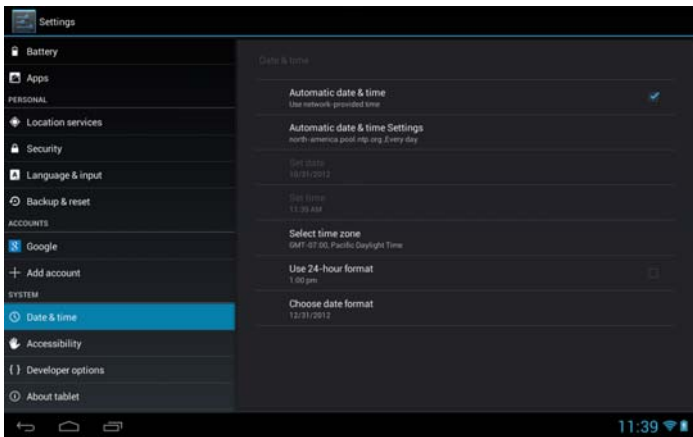 Settings
Battery
Apps
PERSONAL
Location services
Security
Language & input
Backup & reset
ACCOUNTS
Google
Add account
SYSTEM
Date & time
Accessibility
{ } Developer options
About tablet
Date & time
Automatic date & time
Use network-provided time
Automatic date & time Settings
north-america.pool.ntp.org ,Every day
Set date
10/31/2012
Set time
11:39 AM
Select time zone
GMT-07:00, Pacific Daylight Time
Use 24-hour format
1:00 pm
Choose date format
12/31/2012
11:39